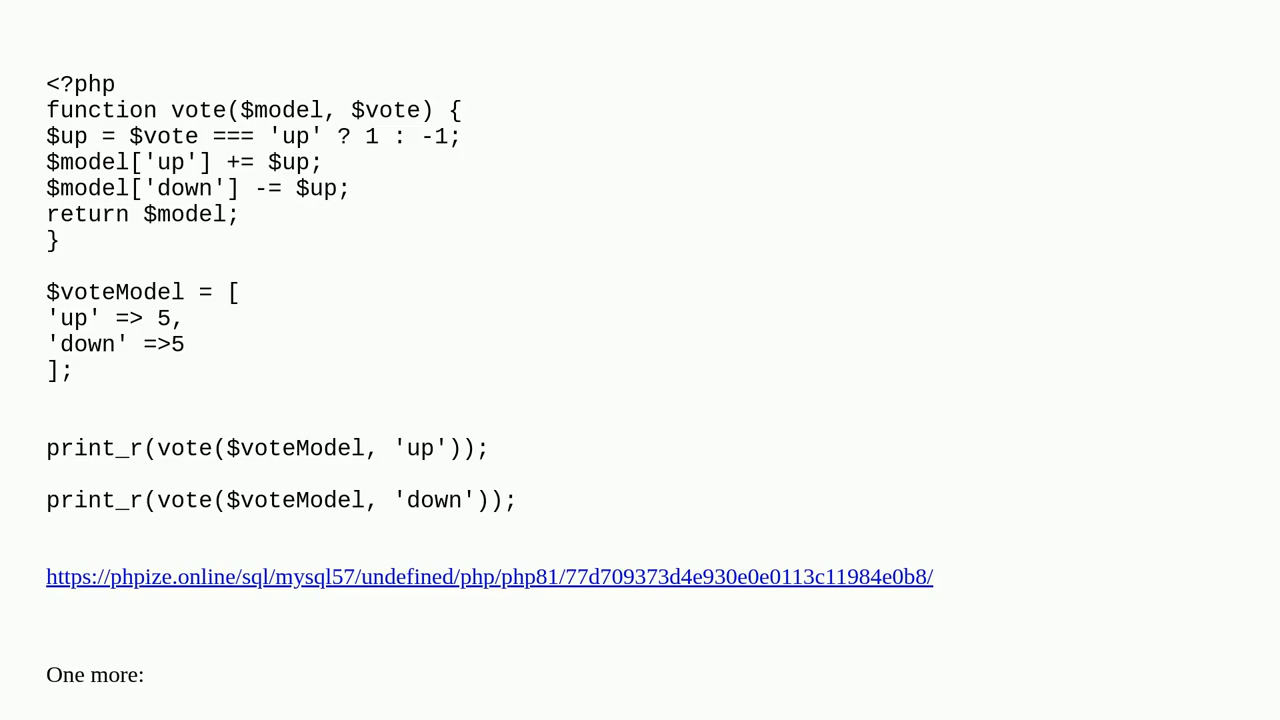 <?php
function vote($model, $vote) {
$up = $vote === 'up' ? 1 : -1;
$model['up'] += $up;
$model['down'] -= $up;
return $model;
}
$voteModel = [
'up' => 5,
'down' =>5
];
print_r(vote($voteModel, 'up'));
print_r(vote($voteModel, 'down'));
https://phpize.online/sql/mysql57/undefined/php/php81/77d709373d4e930e0e0113c11984e0b8/
One more: